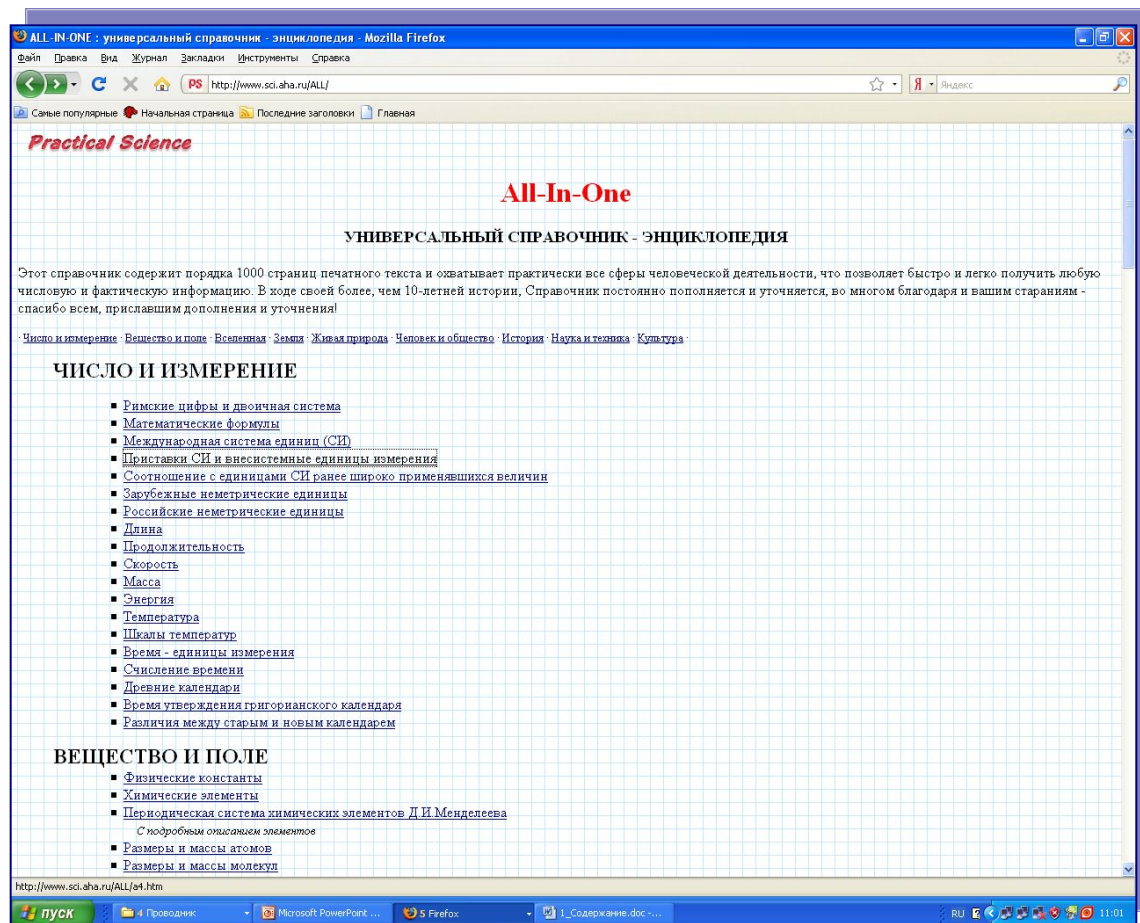 ALL-IN-ONE : универсальный справочник - энциклопедия - Mozilla Firefox
Файл Правка Вид Журнал Закладки Инструменты Справка
PS http://www.sci.aha.ru/ALL/ Я Яндекс
Самые популярные Начальная страница Последние заголовки Главная
Practical Science
All-In-One
УНИВЕРСАЛЬНЫЙ СПРАВОЧНИК - ЭНЦИКЛОПЕДИЯ
Этот справочник содержит порядка 1000 страниц печатного текста и охватывает практически все сферы человеческой деятельности, что позволяет быстро и легко получить любую
числовую и фактическую информацию. В ходе своей более, чем 10-летней истории, Справочник постоянно пополняется и уточняется, во многом благодаря и вашим стараниям -
спасибо всем, приславшим дополнения и уточнения!
· Число и измерение · Вещество и поле · Вселенная · Земля · Живая природа · Человек и общество · История · Наука и техника · Культура ·
ЧИСЛО И ИЗМЕРЕНИЕ
Римские цифры и двоичная система
Математические формулы
Международная система единиц (СИ)
Приставки СИ и внесистемные единицы измерения
Соотношение с единицами СИ ранее широко применявшихся величин
Зарубежные неметрические единицы
Российские неметрические единицы
Длина
Продолжительность
Скорость
Масса
Энергия
Температура
Шкалы температур
Время - единицы измерения
Счисление времени
Древние календари
Время утверждения григорианского календаря
Различия между старым и новым календарем
ВЕЩЕСТВО И ПОЛЕ
Физические константы
Химические элементы
Периодическая система химических элементов Д.И.Менделеева
С подробным описанием элементов
Размеры и массы атомов
Размеры и массы молекул
http://www.sci.aha.ru/ALL/a4.htm
пуск 4 Проводник Microsoft PowerPoint ... 5 Firefox 1_Содержание.doc -... RU 11:01